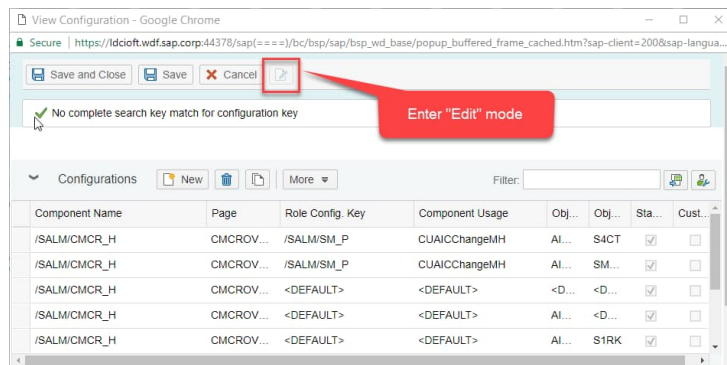 View Configuration - Google Chrome
Secure | https://ldcioft.wdf.sap.corp:44378/sap(====)/bc/bsp/sap/bsp_wd_base/popup_buffered_frame_cached.htm?sap-client=200&sap-langua...
Save and Close Save Cancel
No complete search key match for configuration key
Enter "Edit" mode
Configurations New More Filter:
Component Name Page Role Config. Key Component Usage Obj... Obj... Sta... Cust...
/SALM/CMCR_H CMCROV... /SALM/SM_P CUAICChangeMH AI... S4CT
/SALM/CMCR_H CMCROV... /SALM/SM_P CUAICChangeMH AI... SM...
/SALM/CMCR_H CMCROV... <DEFAULT> <DEFAULT> <D... <D...
/SALM/CMCR_H CMCROV... <DEFAULT> <DEFAULT> AI... <D...
/SALM/CMCR_H CMCROV... <DEFAULT> <DEFAULT> AI... S1RK